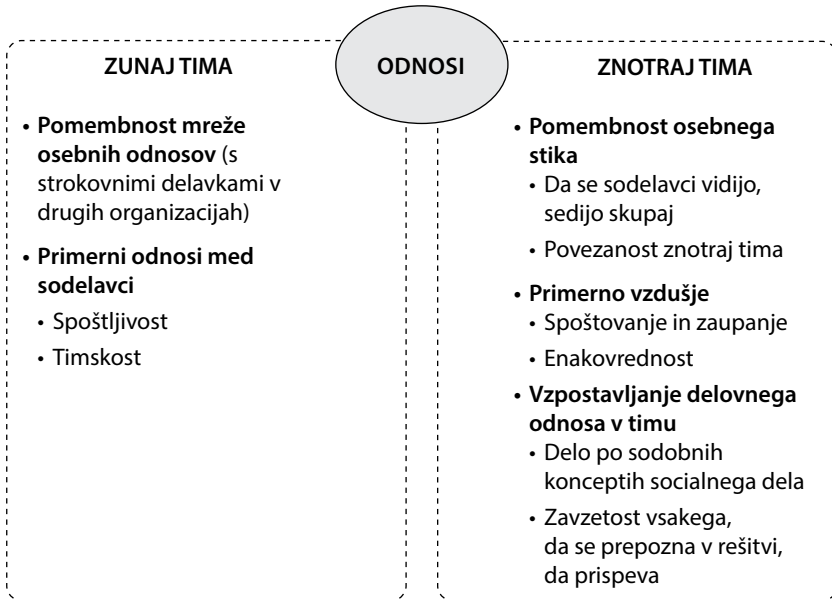 ODNOSI
ZUNAJ TIMA
• Pomembnost mreže
osebnih odnosov (s
strokovnimi delavkami v
drugih organizacijah)
• Primerni odnosi med
sodelavci
• Spoštljivost
• Timskost
ZNOTRAJ TIMA
• Pomembnost osebnega
stika
• Da se sodelavci vidijo,
sedijo skupaj
• Povezanost znotraj tima
• Primerno vzdušje
• Spoštovanje in zaupanje
• Enakovrednost
• Vzpostavljanje delovnega
odnosa v timu
• Delo po sodobnih
konceptih socialnega dela
• Zavzetost vsakega,
da se prepozna v rešitvi,
da prispeva